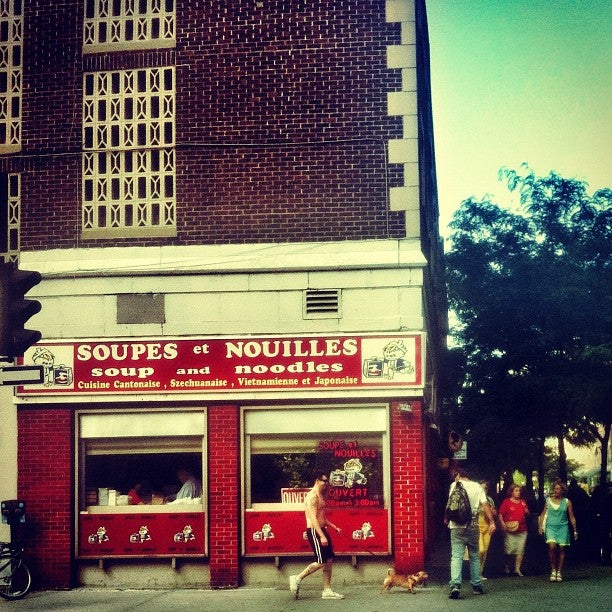 SOUPES et NOUILLES
soup and noodles
Cuisine Cantonaise , Szechuanaise , Vietnamienne et Japonaise
SOUPE ET
NOUILLES
OUVERT